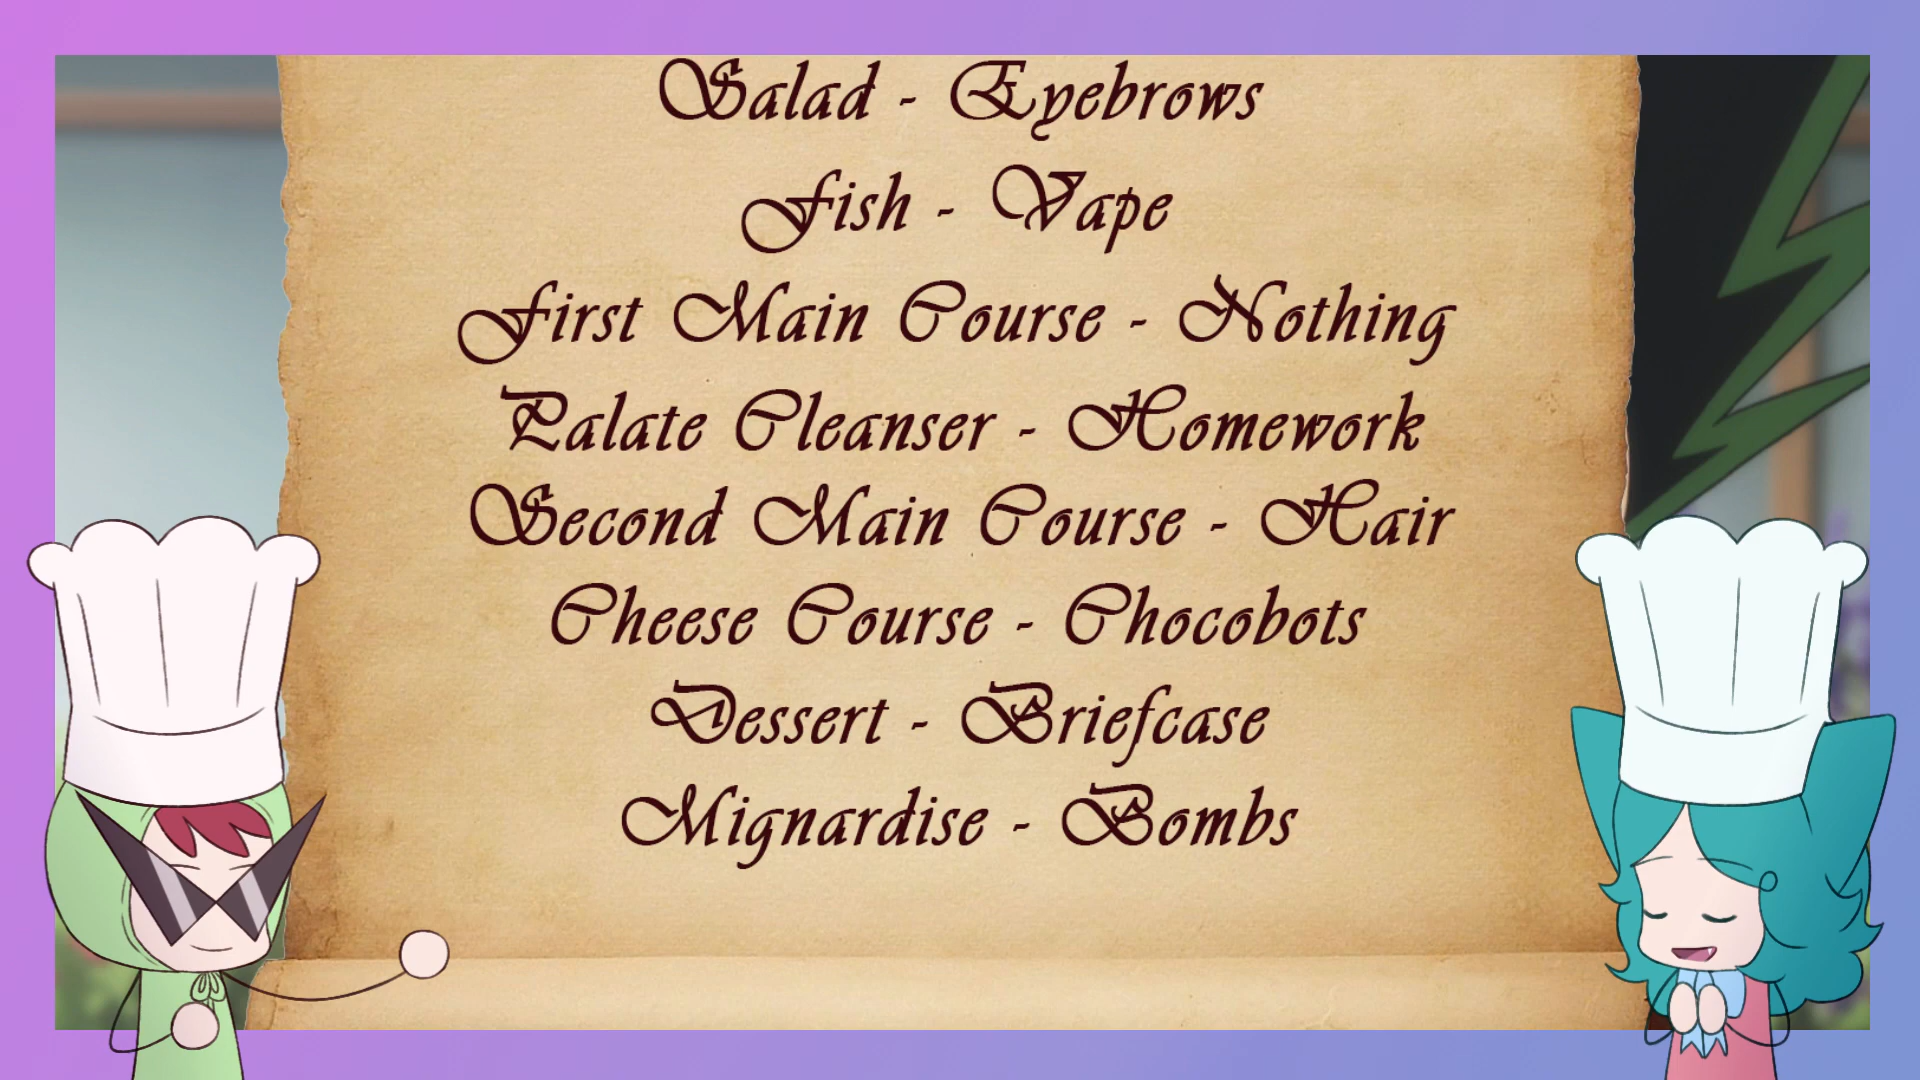 Salad - Eyebrows
Fish - Vape
First Main Course - Nothing
Palate Cleanser - Homework
Second Main Course - Hair
Cheese Course - Chocobots
Dessert - Briefcase
Mignardise - Bombs